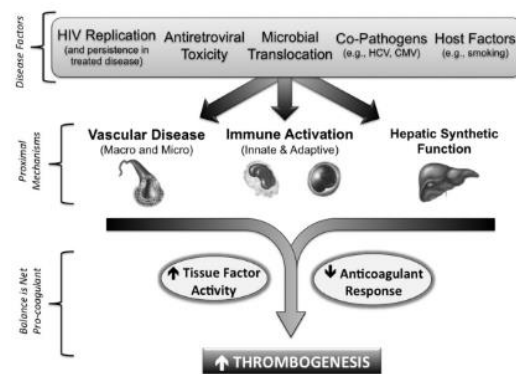 Disease Factors
HIV Replication
(and persistence in
treated disease)
Antiretroviral
Toxicity
Microbial
Translocation
Co-Pathogens
(e.g., HCV, CMV)
Host Factors
(e.g., smoking)
Proximal
Mechanisms
Vascular Disease
(Macro and Micro)
Immune Activation
(Innate & Adaptive)
Hepatic Synthetic
Function
Balance is Net
Pro-coagulant
↑ Tissue Factor
Activity
↓ Anticoagulant
Response
↑ THROMBOGENESIS